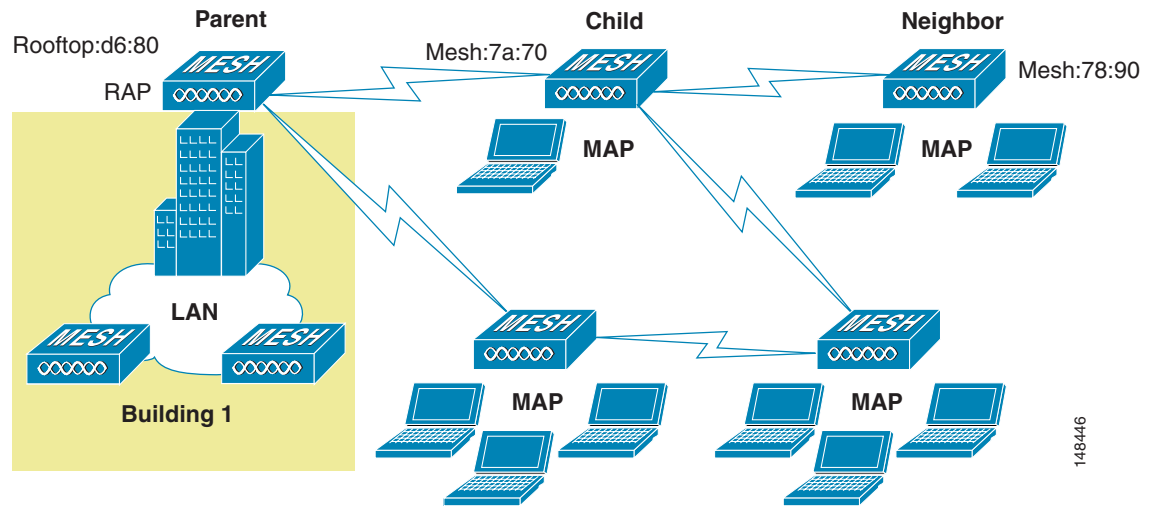 Parent
Child
Neighbor
Rooftop:d6:80
Mesh:7a:70
Mesh:78:90
MESH
MESH
MESH
RAP
MAP
MAP
LAN
MESH
MESH
MESH
MESH
Building 1
MAP
MAP
148446